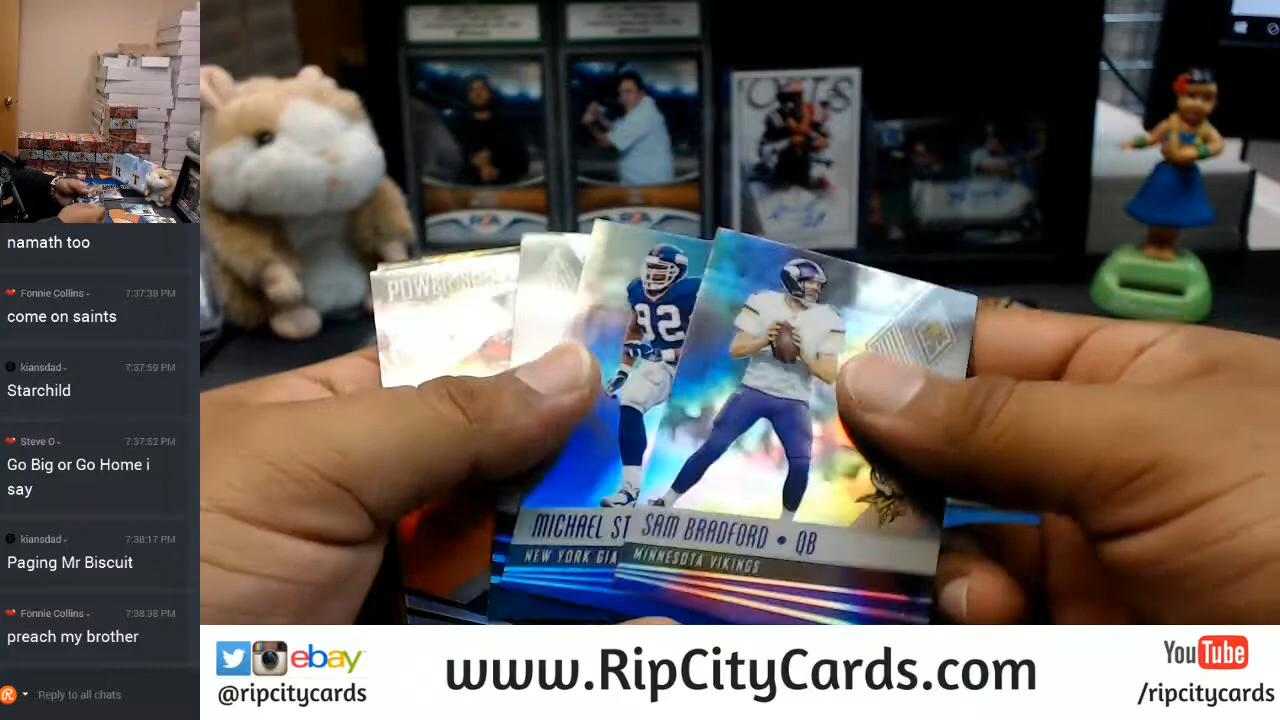 namath too
Fonnie Collins - 7:37:38 PM
come on saints
kiansdad - 7:37:59 PM
Starchild
Steve O - 7:37:52 PM
Go Big or Go Home i
say
kiansdad - 7:38:17 PM
Paging Mr Biscuit
Fonnie Collins - 7:38:38 PM
preach my brother
Reply to all chats
92
MICHAEL ST
NEW YORK GIA
SAM BRADFORD • QB
MINNESOTA VIKINGS
ebay
@ripcitycards
www.RipCityCards.com
YouTube
/ripcitycards